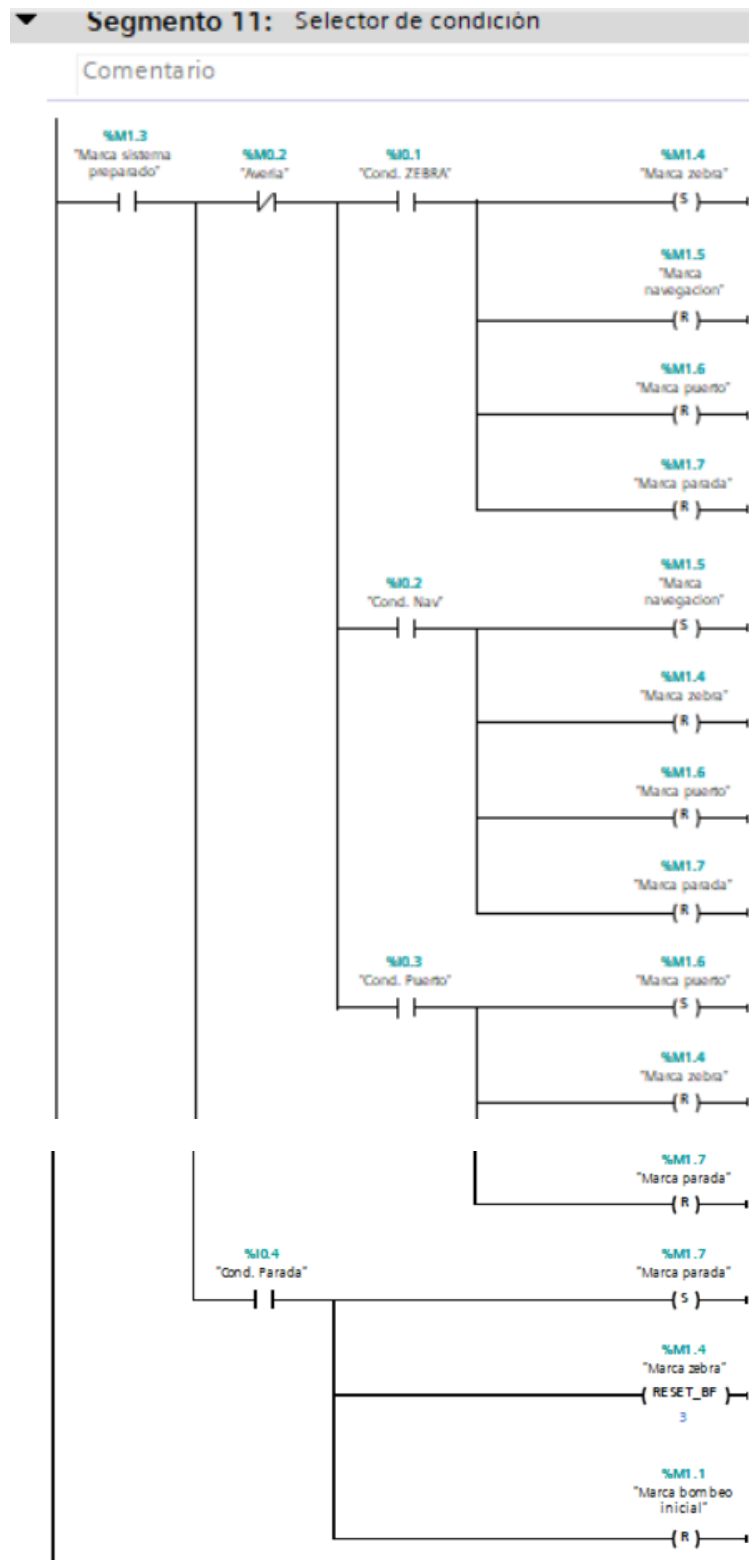 Segmento 11: Selector de condición
Comentario
%M1.3
"Marca sistema
preparado"
%M0.2
"Averia"
%I0.1
"Cond. ZEBRA"
%M1.4
"Marca zebra"
S
%M1.5
"Marca
navegacion"
R
%M1.6
"Marca puerto"
R
%M1.7
"Marca parada"
R
%I0.2
"Cond. Nav"
%M1.5
"Marca
navegacion"
S
%M1.4
"Marca zebra"
R
%M1.6
"Marca puerto"
R
%M1.7
"Marca parada"
R
%I0.3
"Cond. Puerto"
%M1.6
"Marca puerto"
S
%M1.4
"Marca zebra"
R
%M1.7
"Marca parada"
R
%I0.4
"Cond. Parada"
%M1.7
"Marca parada"
S
%M1.4
"Marca zebra"
RESET_BF
3
%M1.1
"Marca bombeo
inicial"
R